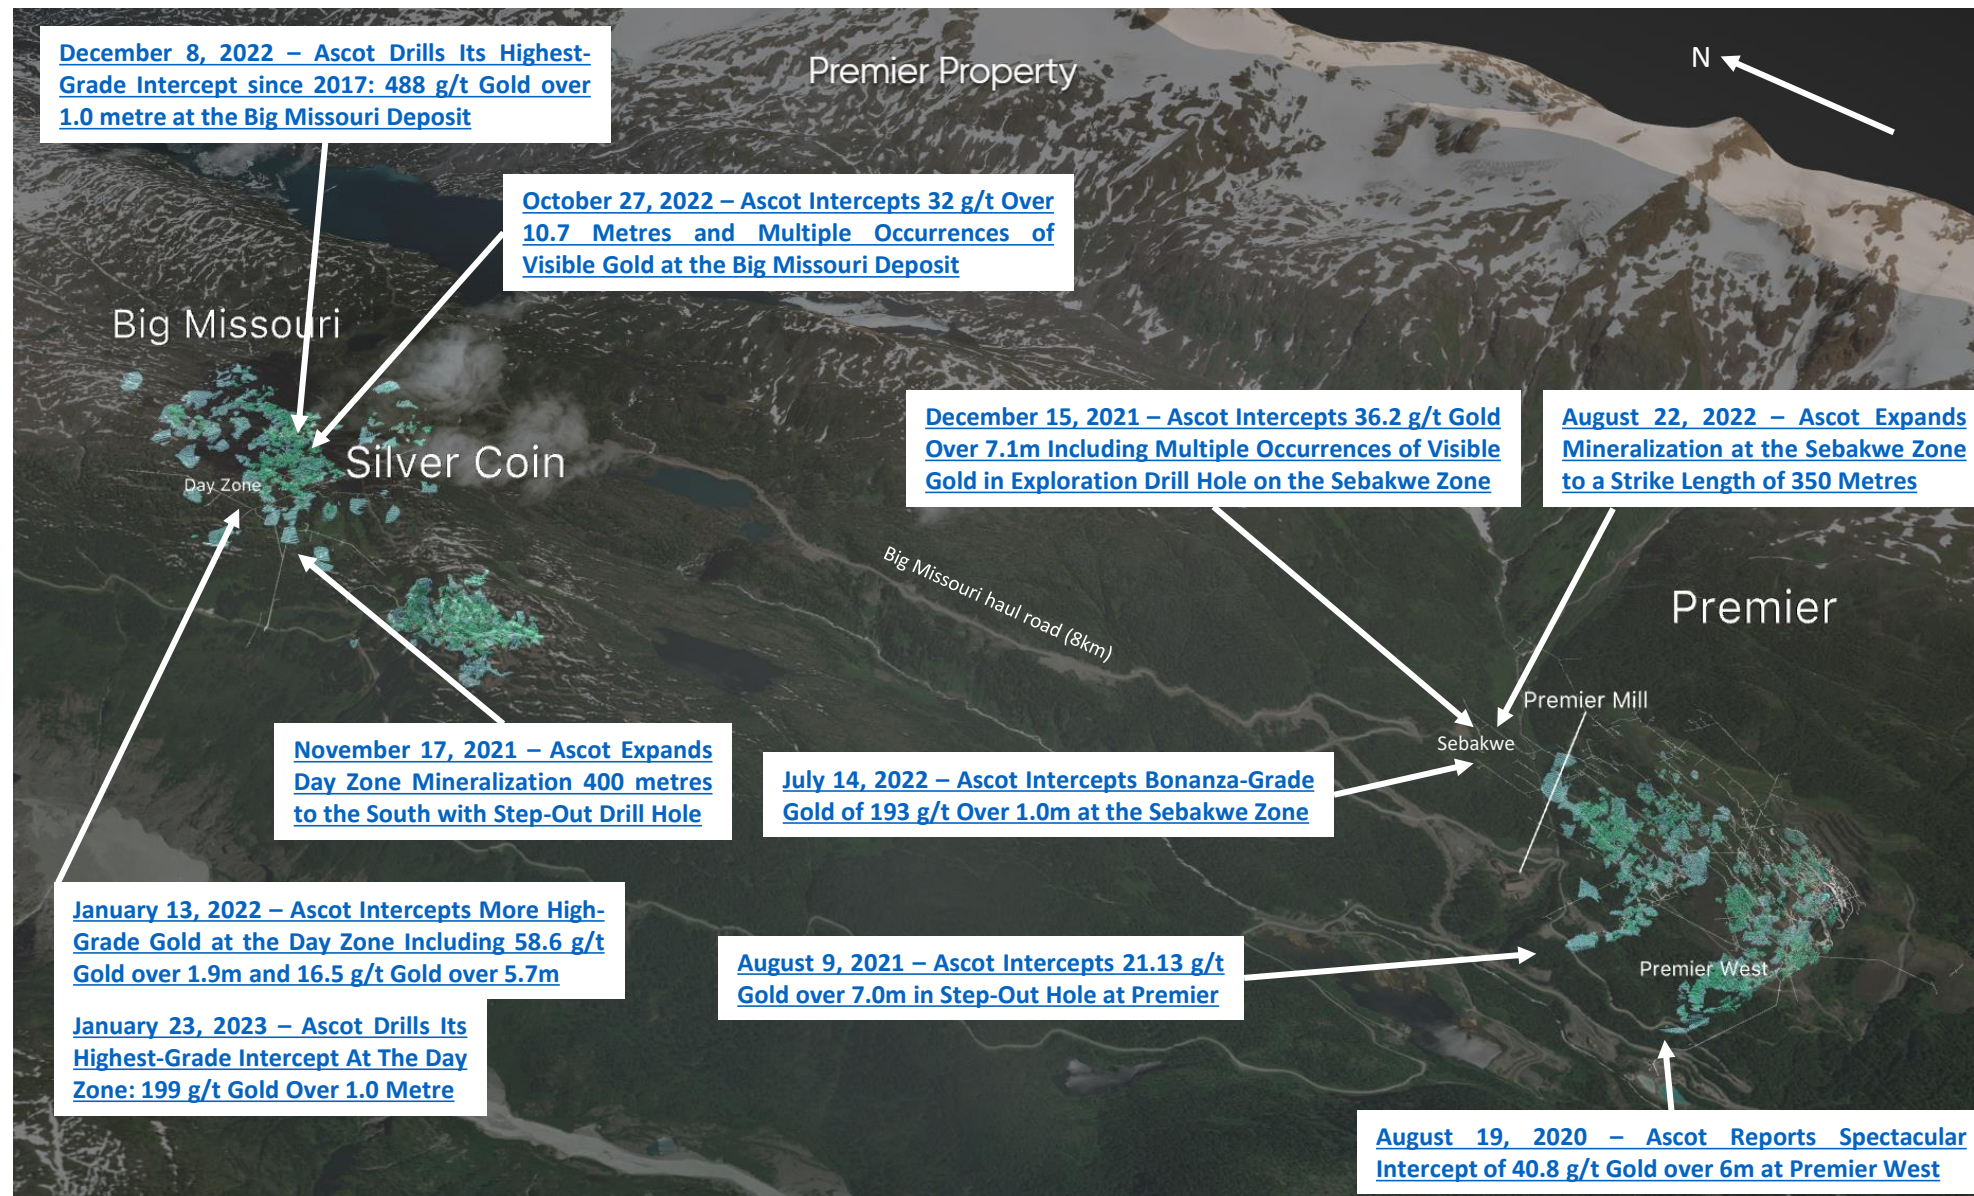 Premier Property
N
December 8, 2022 – Ascot Drills Its Highest-
Grade Intercept since 2017: 488 g/t Gold over
1.0 metre at the Big Missouri Deposit
October 27, 2022 – Ascot Intercepts 32 g/t Over
10.7 Metres and Multiple Occurrences of
Visible Gold at the Big Missouri Deposit
Big Missouri
Silver Coin
Day Zone
December 15, 2021 – Ascot Intercepts 36.2 g/t Gold
Over 7.1m Including Multiple Occurrences of Visible
Gold in Exploration Drill Hole on the Sebakwe Zone
August 22, 2022 – Ascot Expands
Mineralization at the Sebakwe Zone
to a Strike Length of 350 Metres
Big Missouri haul road (8km)
Premier
Premier Mill
Sebakwe
November 17, 2021 – Ascot Expands
Day Zone Mineralization 400 metres
to the South with Step-Out Drill Hole
July 14, 2022 – Ascot Intercepts Bonanza-Grade
Gold of 193 g/t Over 1.0m at the Sebakwe Zone
January 13, 2022 – Ascot Intercepts More High-
Grade Gold at the Day Zone Including 58.6 g/t
Gold over 1.9m and 16.5 g/t Gold over 5.7m
January 23, 2023 – Ascot Drills Its
Highest-Grade Intercept At The Day
Zone: 199 g/t Gold Over 1.0 Metre
August 9, 2021 – Ascot Intercepts 21.13 g/t
Gold over 7.0m in Step-Out Hole at Premier
Premier West
August 19, 2020 – Ascot Reports Spectacular
Intercept of 40.8 g/t Gold over 6m at Premier West